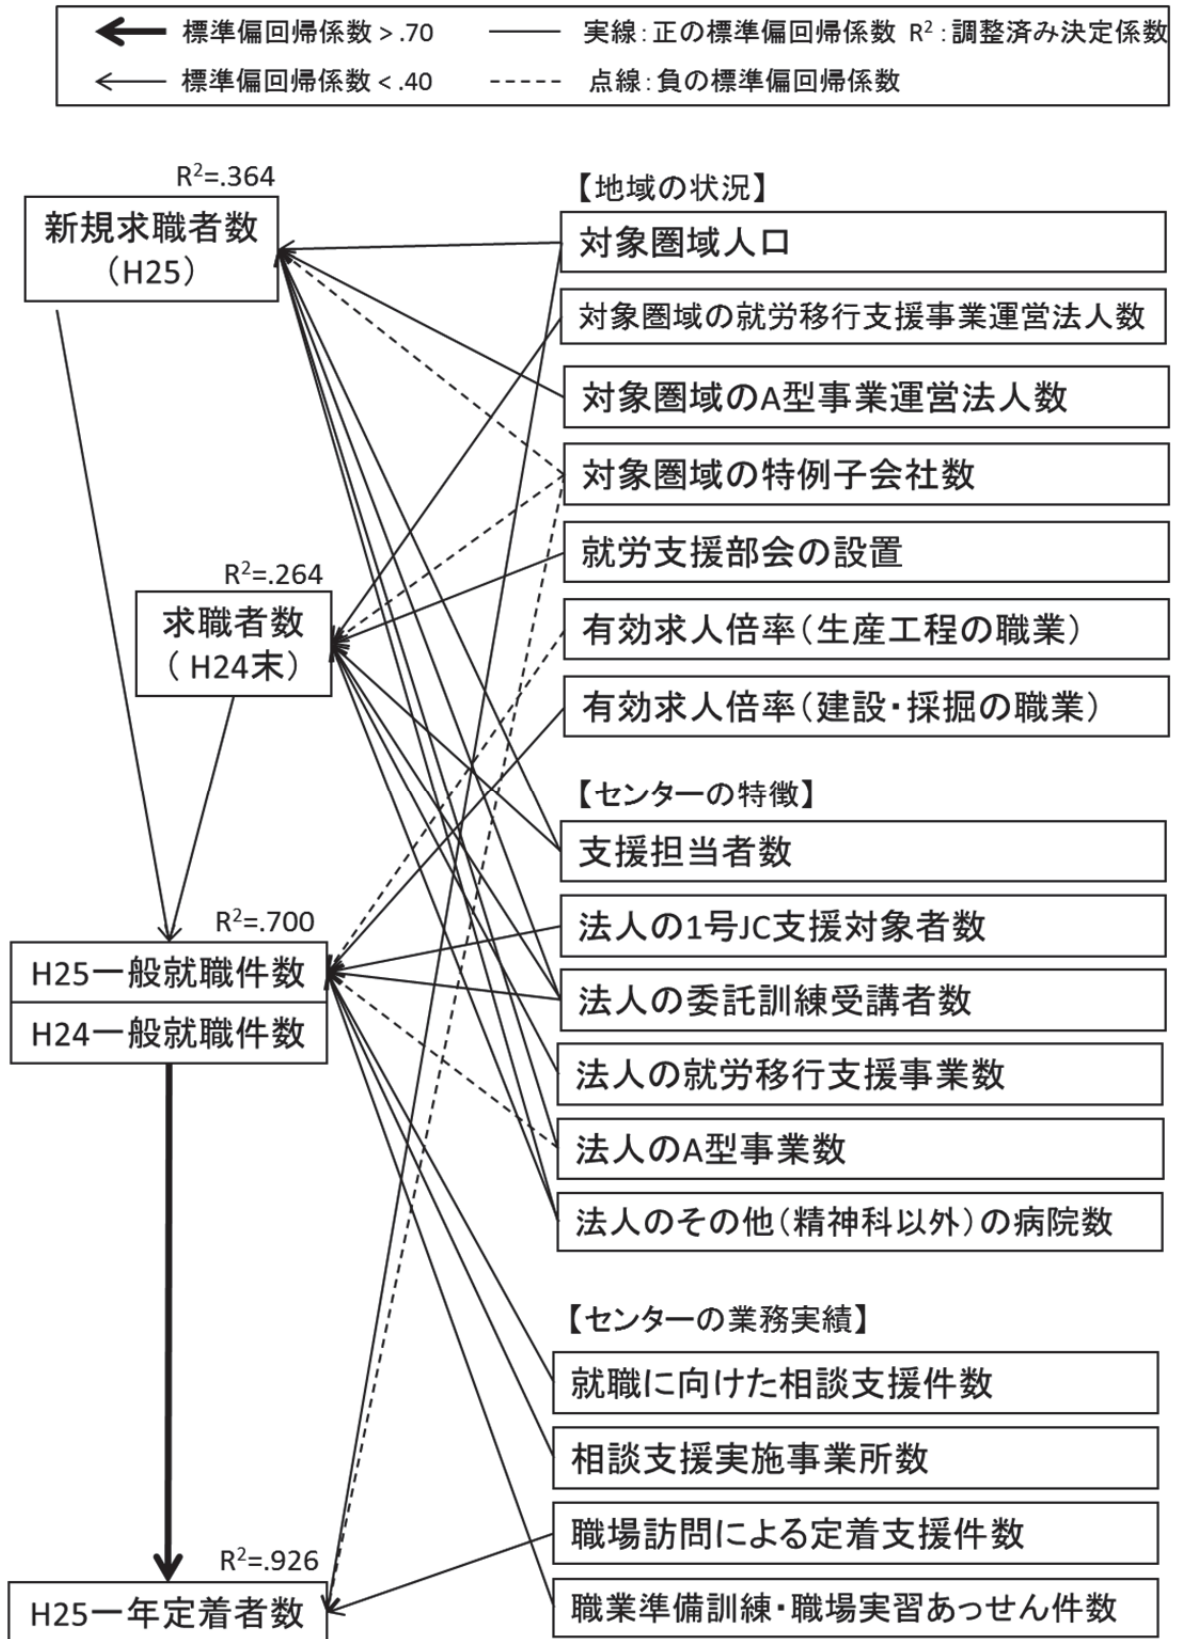 標準偏回帰係数 > .70
実線：正の標準偏回帰係数
R²：調整済み決定係数
標準偏回帰係数 < .40
点線：負の標準偏回帰係数
R²=.364
新規求職者数
（H25）
R²=.264
求職者数
（ H24末）
R²=.700
H25一般就職件数
H24一般就職件数
R²=.926
H25一年定着者数
【地域の状況】
対象圏域人口
対象圏域の就労移行支援事業運営法人数
対象圏域のA型事業運営法人数
対象圏域の特例子会社数
就労支援部会の設置
有効求人倍率（生産工程の職業）
有効求人倍率（建設・採掘の職業）
【センターの特徴】
支援担当者数
法人の1号JC支援対象者数
法人の委託訓練受講者数
法人の就労移行支援事業数
法人のA型事業数
法人のその他（精神科以外）の病院数
【センターの業務実績】
就職に向けた相談支援件数
相談支援実施事業所数
職場訪問による定着支援件数
職業準備訓練・職場実習あっせん件数